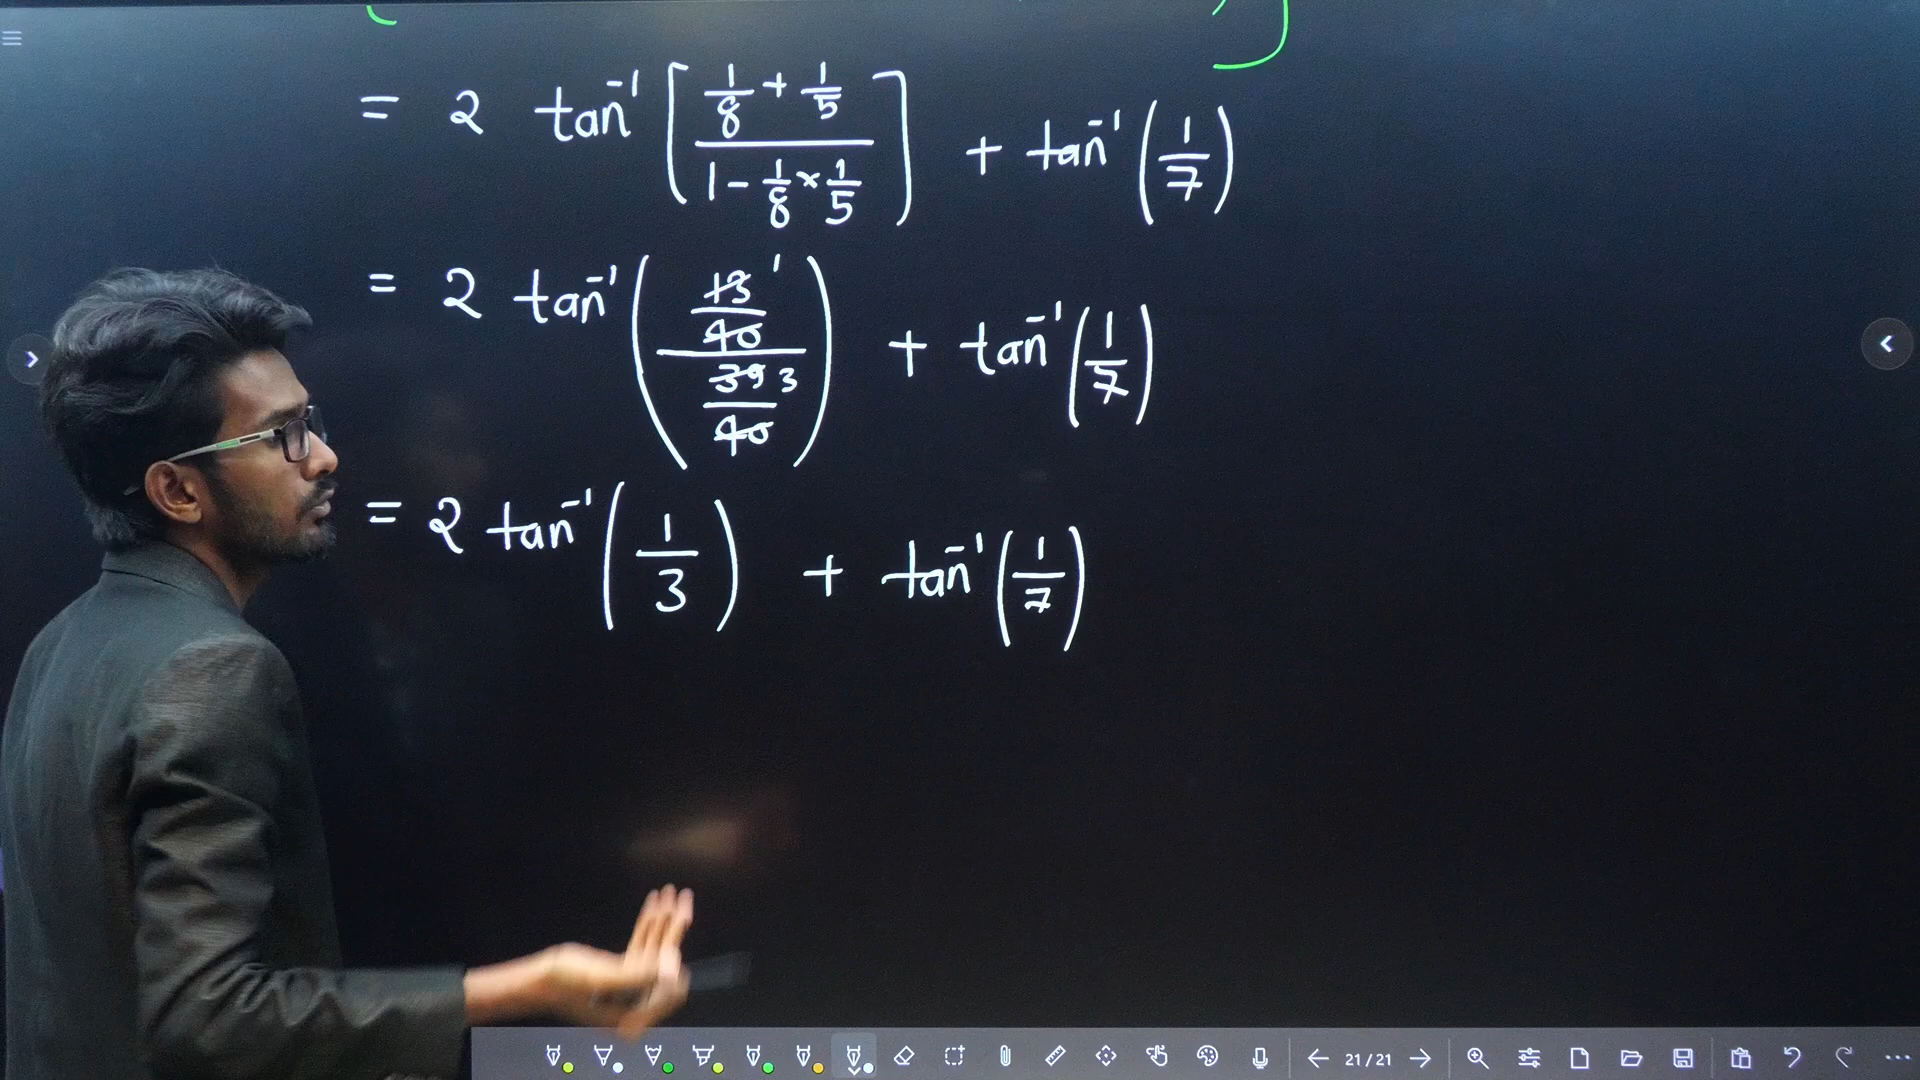 = 2 tan⁻¹ [ (1/8 + 1/5) / (1 - 1/8 × 1/5) ] + tan⁻¹ (1/7)
= 2 tan⁻¹ ( (13/40) / (39/40) ) 1 3 + tan⁻¹ (1/7)
= 2 tan⁻¹ (1/3) + tan⁻¹ (1/7)
21/21